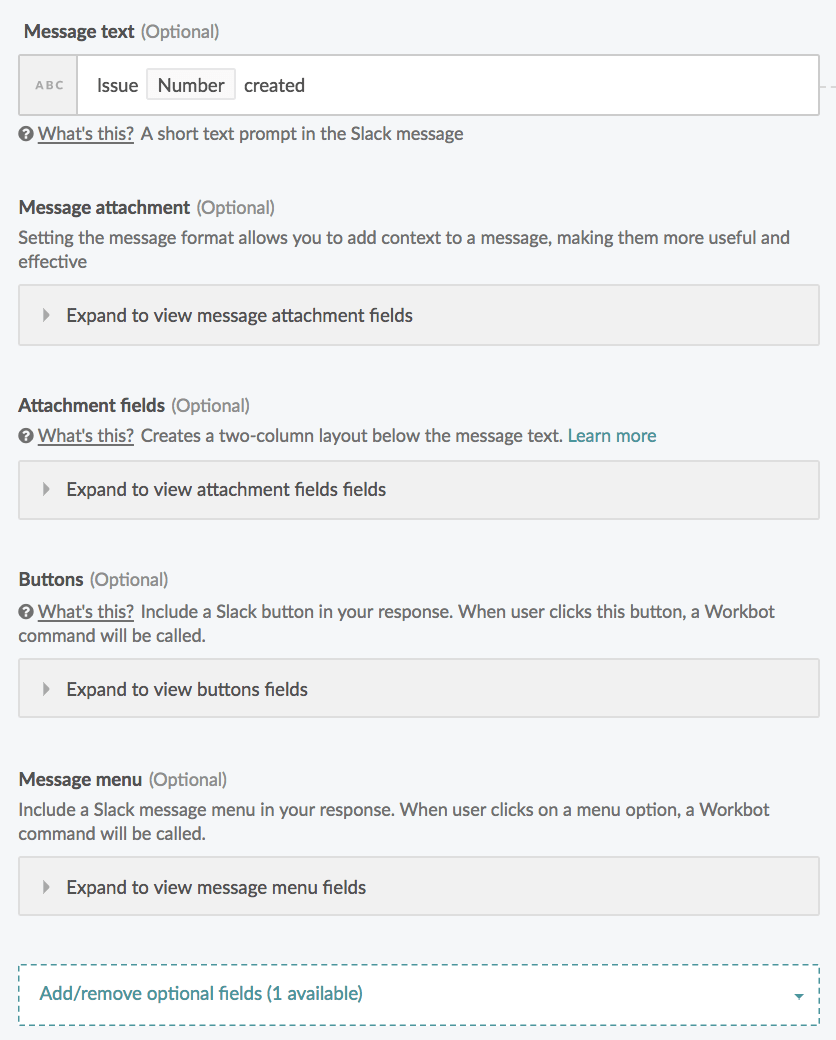 Message text (Optional)
ABC Issue Number created
? What's this? A short text prompt in the Slack message
Message attachment (Optional)
Setting the message format allows you to add context to a message, making them more useful and
effective
Expand to view message attachment fields
Attachment fields (Optional)
? What's this? Creates a two-column layout below the message text. Learn more
Expand to view attachment fields fields
Buttons (Optional)
? What's this? Include a Slack button in your response. When user clicks this button, a Workbot
command will be called.
Expand to view buttons fields
Message menu (Optional)
Include a Slack message menu in your response. When user clicks on a menu option, a Workbot
command will be called.
Expand to view message menu fields
Add/remove optional fields (1 available)